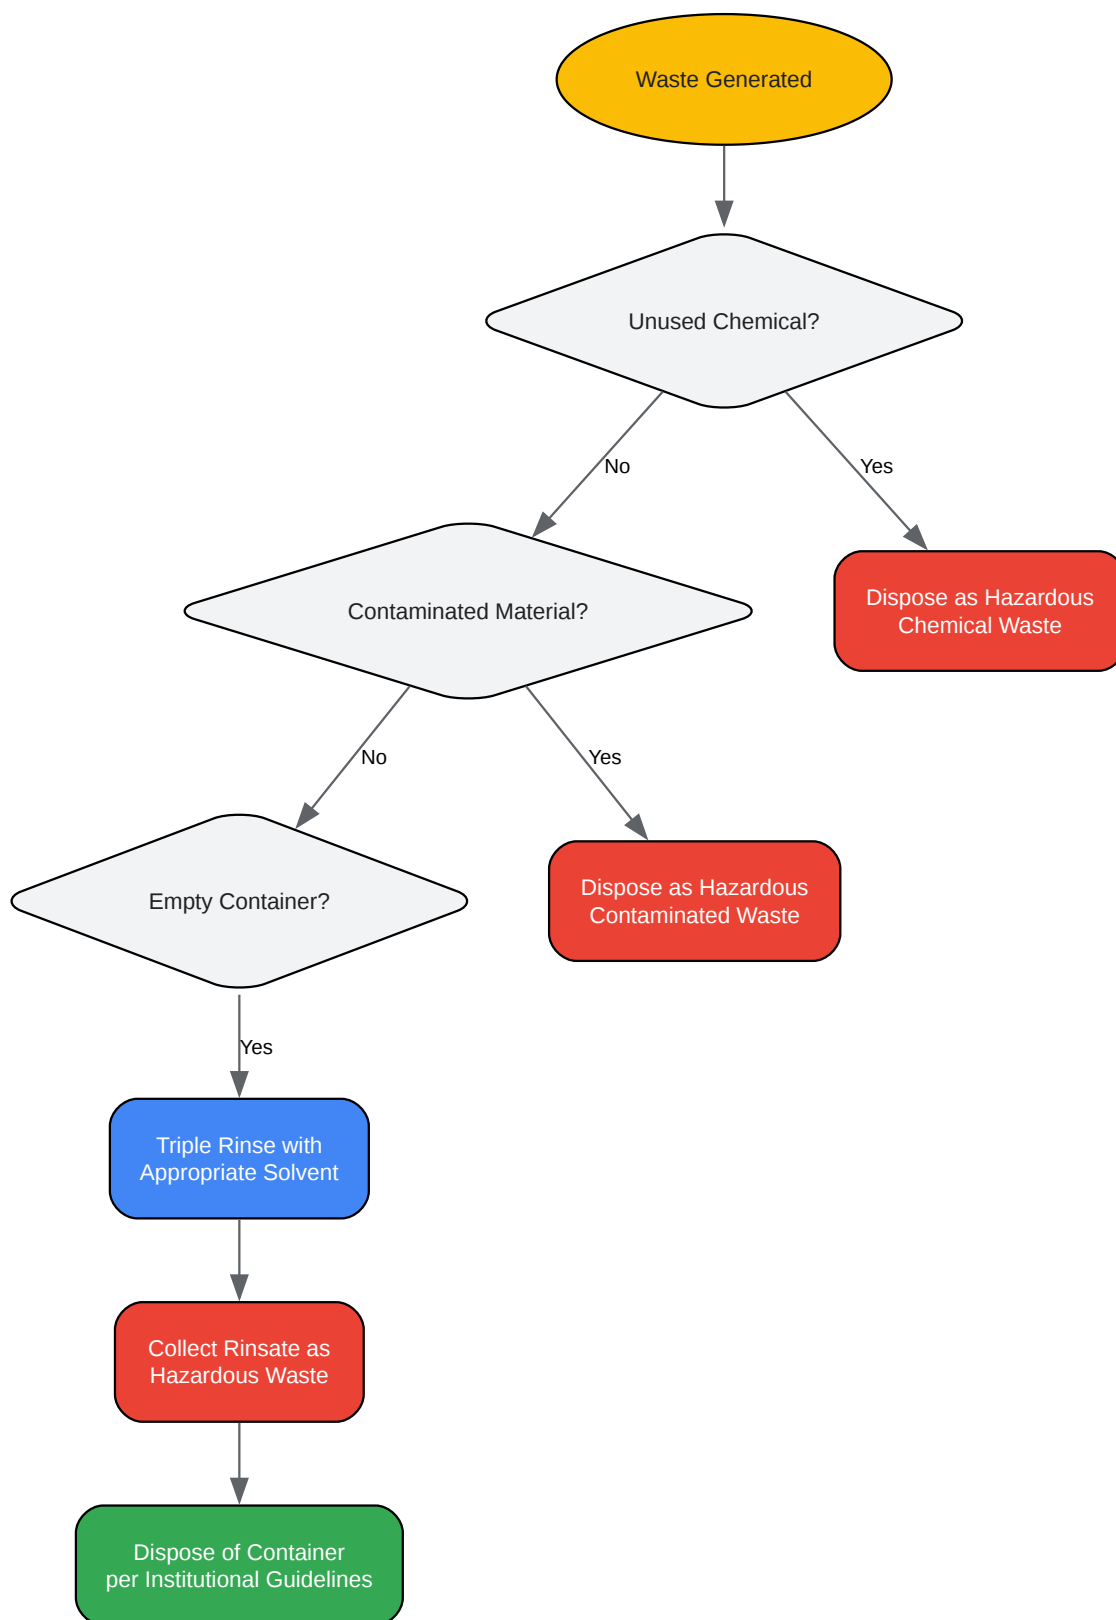 Waste Generated
Unused Chemical?
No
Yes
Contaminated Material?
Dispose as Hazardous
Chemical Waste
No
Yes
Empty Container?
Dispose as Hazardous
Contaminated Waste
Yes
Triple Rinse with
Appropriate Solvent
Collect Rinsate as
Hazardous Waste
Dispose of Container
per Institutional Guidelines